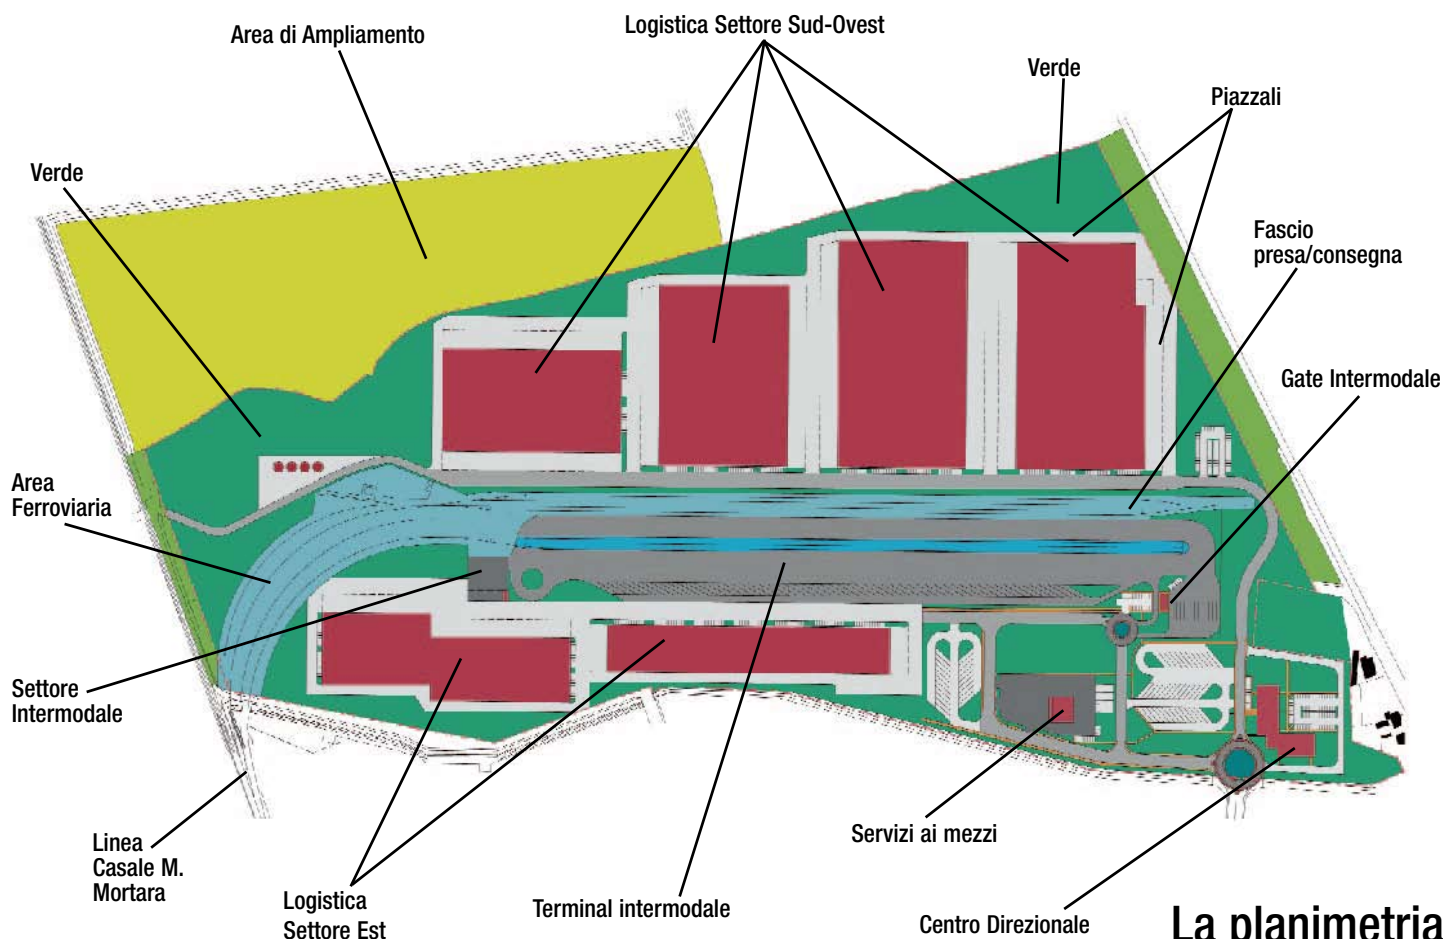 Logistica Settore Sud-Ovest
Area di Ampliamento
Verde
Piazzali
Verde
Fascio
presa/consegna
Gate Intermodale
Area
Ferroviaria
Settore
Intermodale
Linea
Casale M.
Mortara
Logistica
Settore Est
Terminal intermodale
Servizi ai mezzi
Centro Direzionale
La planimetria